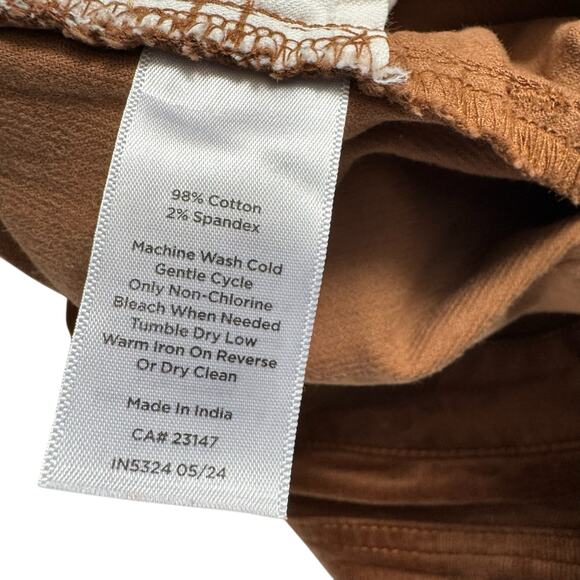 98% Cotton
2% Spandex
Machine Wash Cold
Gentle Cycle
Only Non-Chlorine
Bleach When Needed
Tumble Dry Low
Warm Iron On Reverse
Or Dry Clean
Made In India
CA# 23147
IN5324 05/24